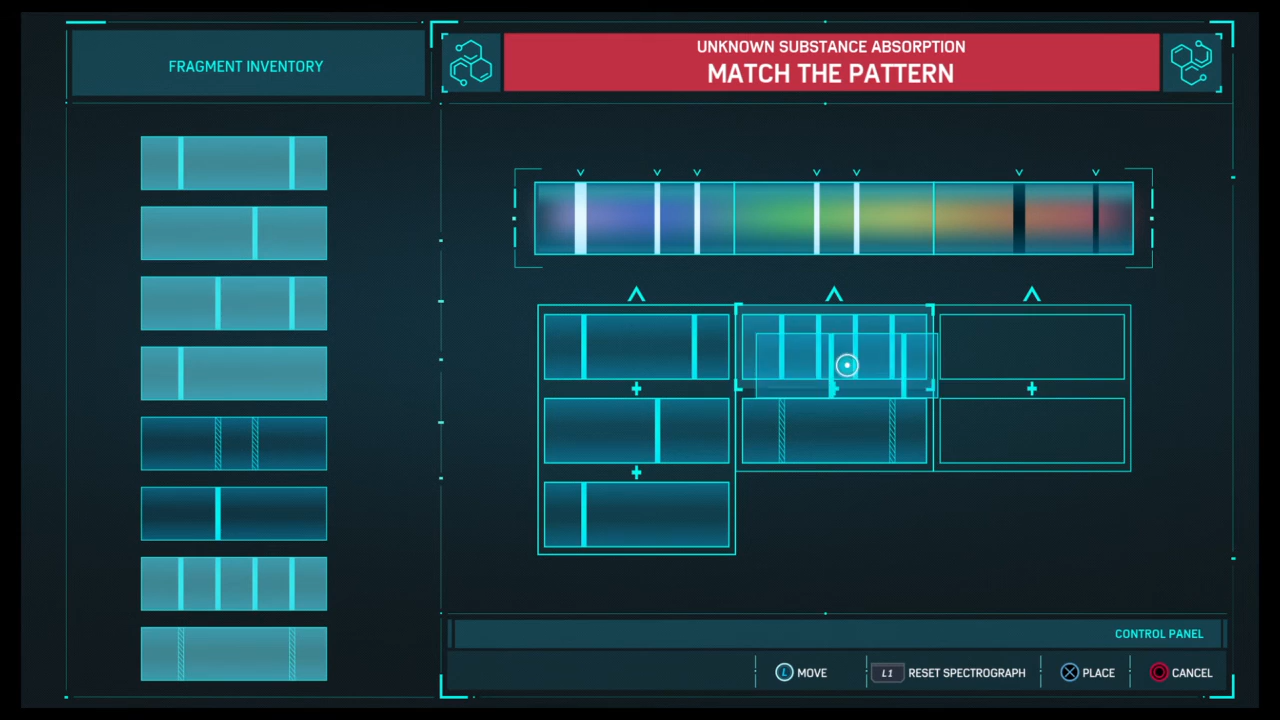 FRAGMENT INVENTORY
UNKNOWN SUBSTANCE ABSORPTION
MATCH THE PATTERN
CONTROL PANEL
L MOVE
L1 RESET SPECTROGRAPH
PLACE
CANCEL